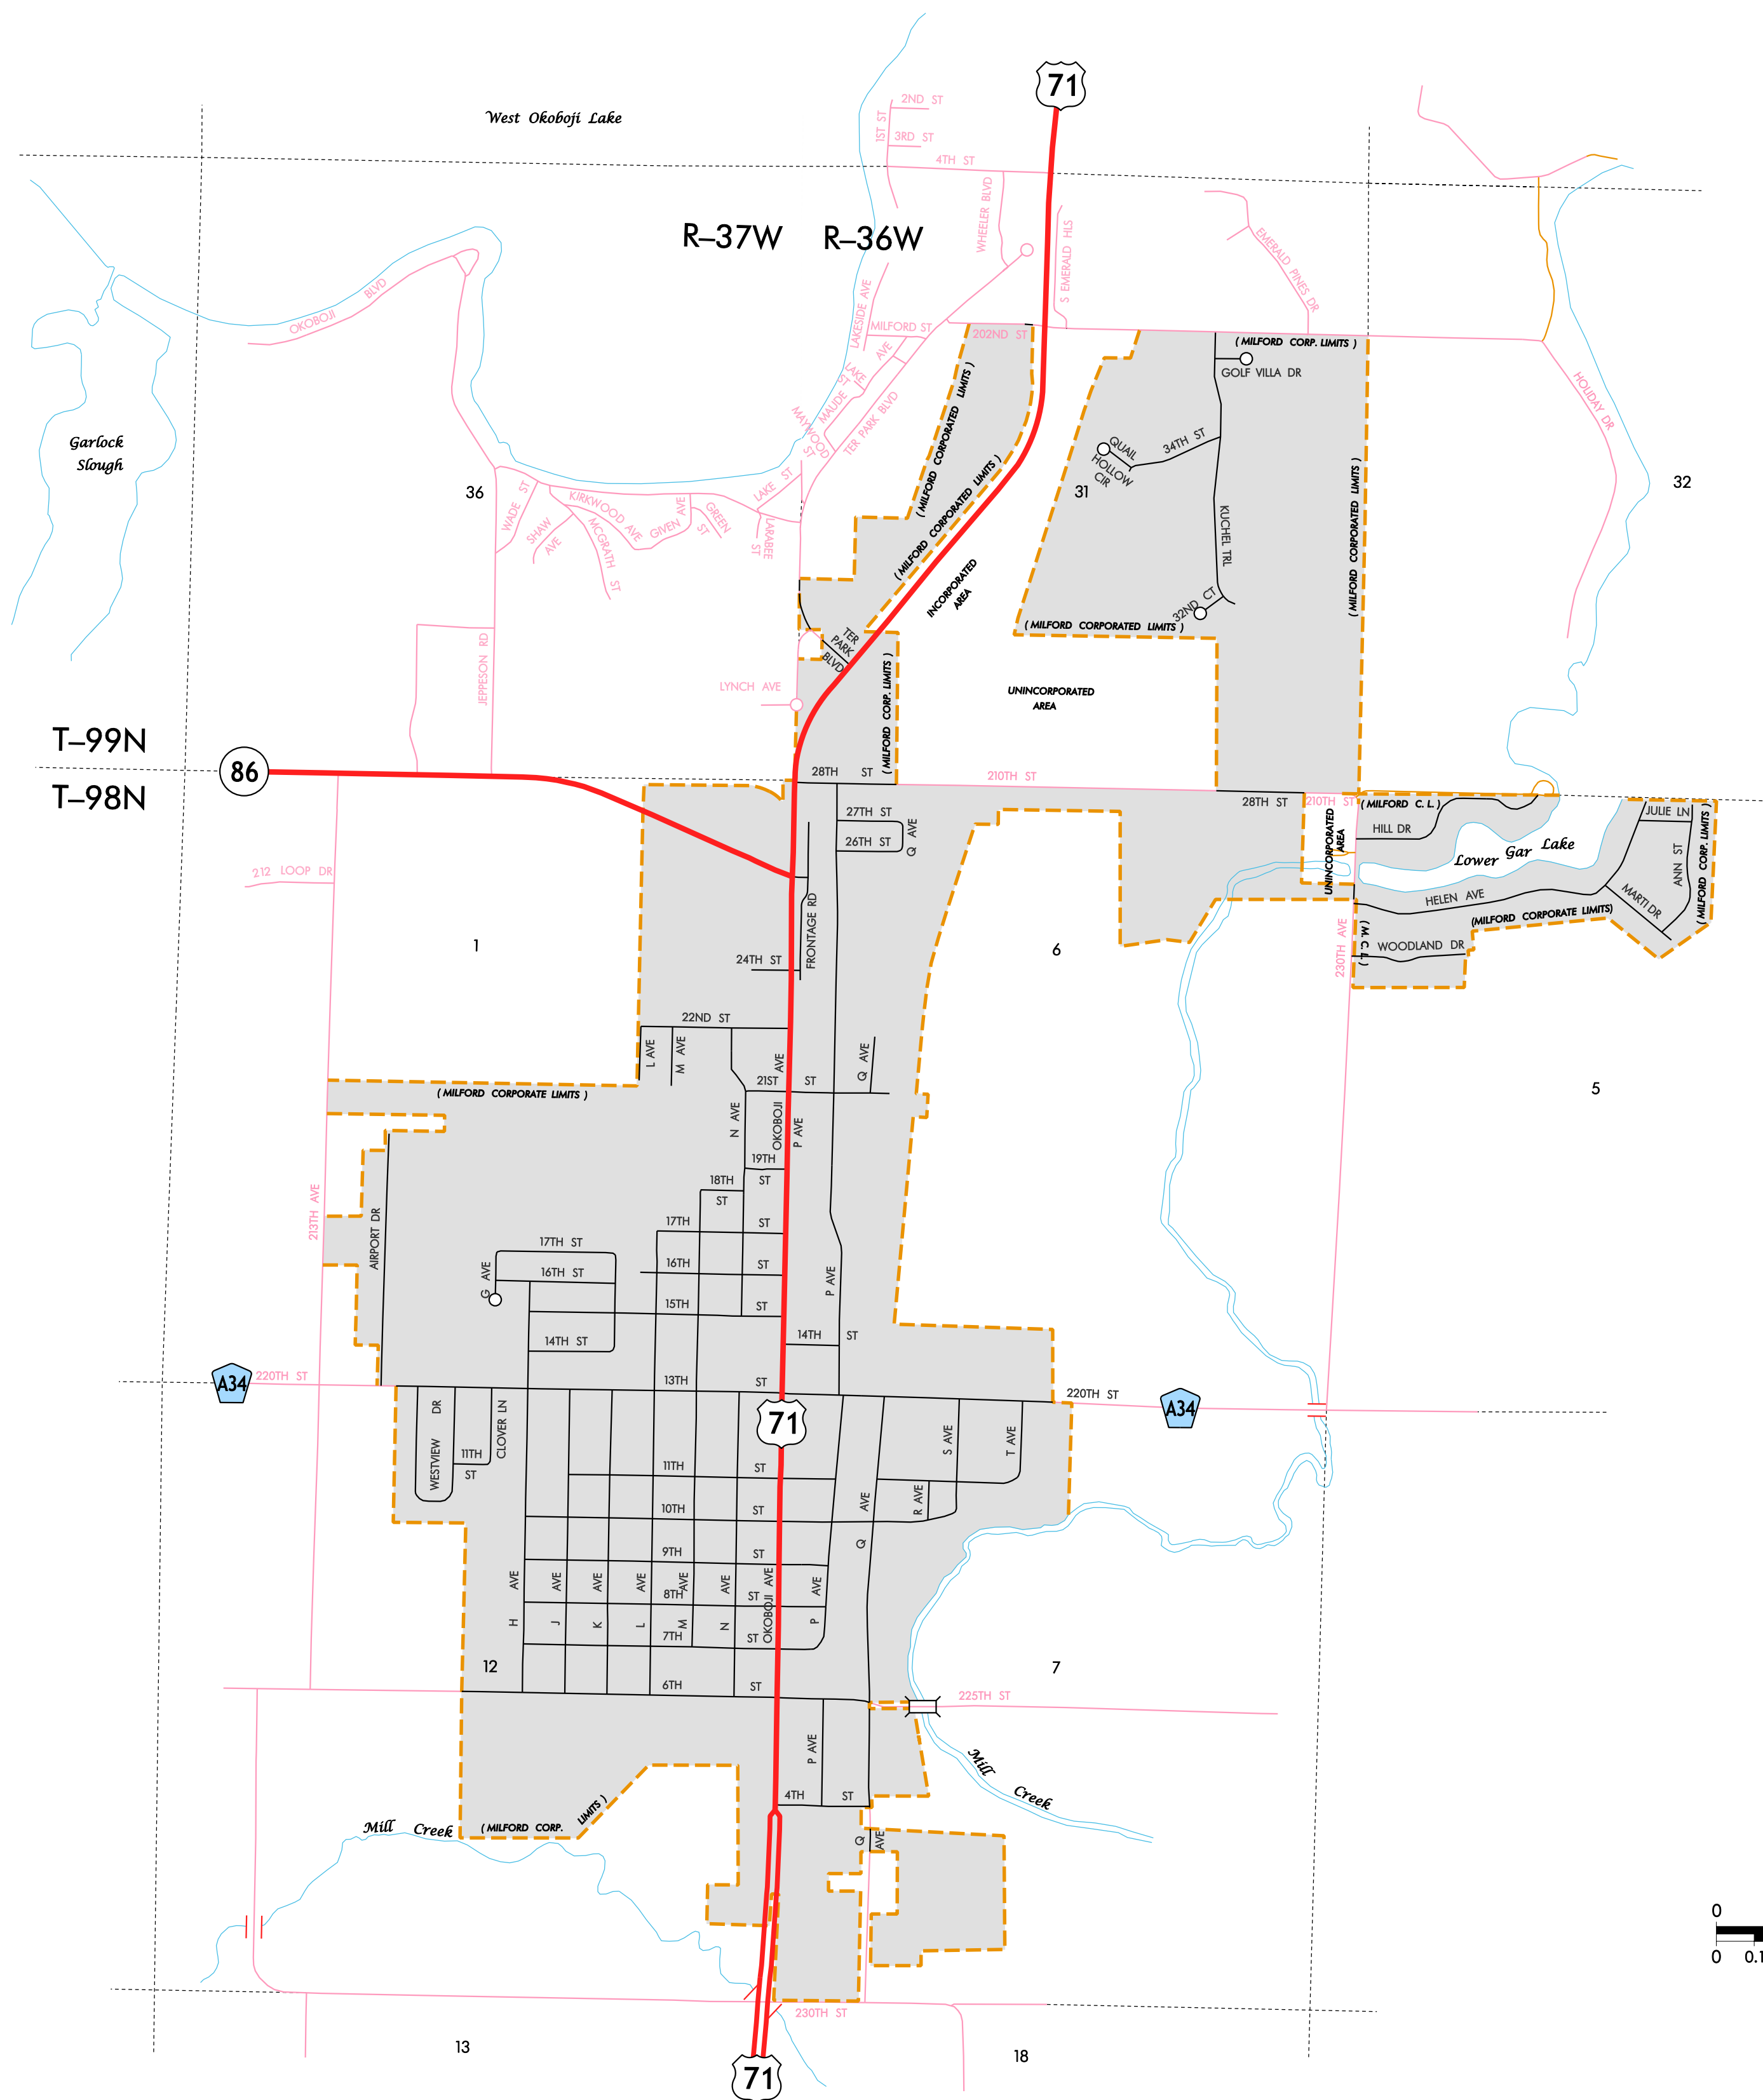 71
2ND ST
West Okoboji Lake
1ST ST
3RD ST
4TH ST
WHEELER BLVD
R–37W R–36W
S EMERALD HLS
EMERALD PINES DR
OKOBOJI BLVD
LAKESIDE AVE
MILFORD ST
202ND ST
( MILFORD CORP. LIMITS )
GOLF VILLA DR
LAKE ST
MAUDE AVE
MAYWOOD ST
TER PARK BLVD
( MILFORD CORPORATED LIMITS )
HOLIDAY DR
Garlock
Slough
QUAIL
HOLLOW
CIR
34TH ST
36
31
32
WADE ST
SHAW
AVE
KIRKWOOD AVE
MCGRATH ST
GIVEN AVE
GREEN
ST
LAKE ST
LARABEE
ST
( MILFORD CORPORATED LIMITS )
KUCHEL TRL
( MILFORD CORPORATED LIMITS )
INCORPORATED
AREA
32ND CT
( MILFORD CORPORATED LIMITS )
TER
PARK
BLVD
JEPPESON RD
LYNCH AVE
( MILFORD CORP. LIMITS )
UNINCORPORATED
AREA
T–99N
86
T–98N
28TH ST
210TH ST
28TH ST
210TH ST
( MILFORD C. L. )
27TH ST
26TH ST
Q AVE
UNINCORPORATED
AREA
HILL DR
Lower Gar Lake
JULIE LN
ANN ST
( MILFORD CORP. LIMITS )
212 LOOP DR
HELEN AVE
MARTI DR
(MILFORD CORPORATE LIMITS)
FRONTAGE RD
1
6
230TH AVE
( M. C. L. )
WOODLAND DR
24TH ST
22ND ST
L AVE
M AVE
Q AVE
21ST ST
5
( MILFORD CORPORATE LIMITS )
N AVE
OKOBOJI AVE
P AVE
19TH
ST
18TH
ST
213TH AVE
AIRPORT DR
17TH ST
17TH ST
16TH ST
16TH ST
G AVE
P AVE
15TH ST
14TH ST
14TH ST
A34
220TH ST
13TH ST
220TH ST
A34
71
WESTVIEW DR
11TH
ST
CLOVER LN
S AVE
T AVE
11TH ST
10TH ST
R AVE
Q AVE
9TH ST
8TH ST
H AVE
J AVE
K AVE
L AVE
M AVE
N AVE
OKOBOJI AVE
P AVE
7TH ST
12
7
6TH ST
225TH ST
P AVE
Mill Creek
4TH ST
Mill Creek
( MILFORD CORP. LIMITS )
Q AVE
0
0 0.1
230TH ST
13
18
71